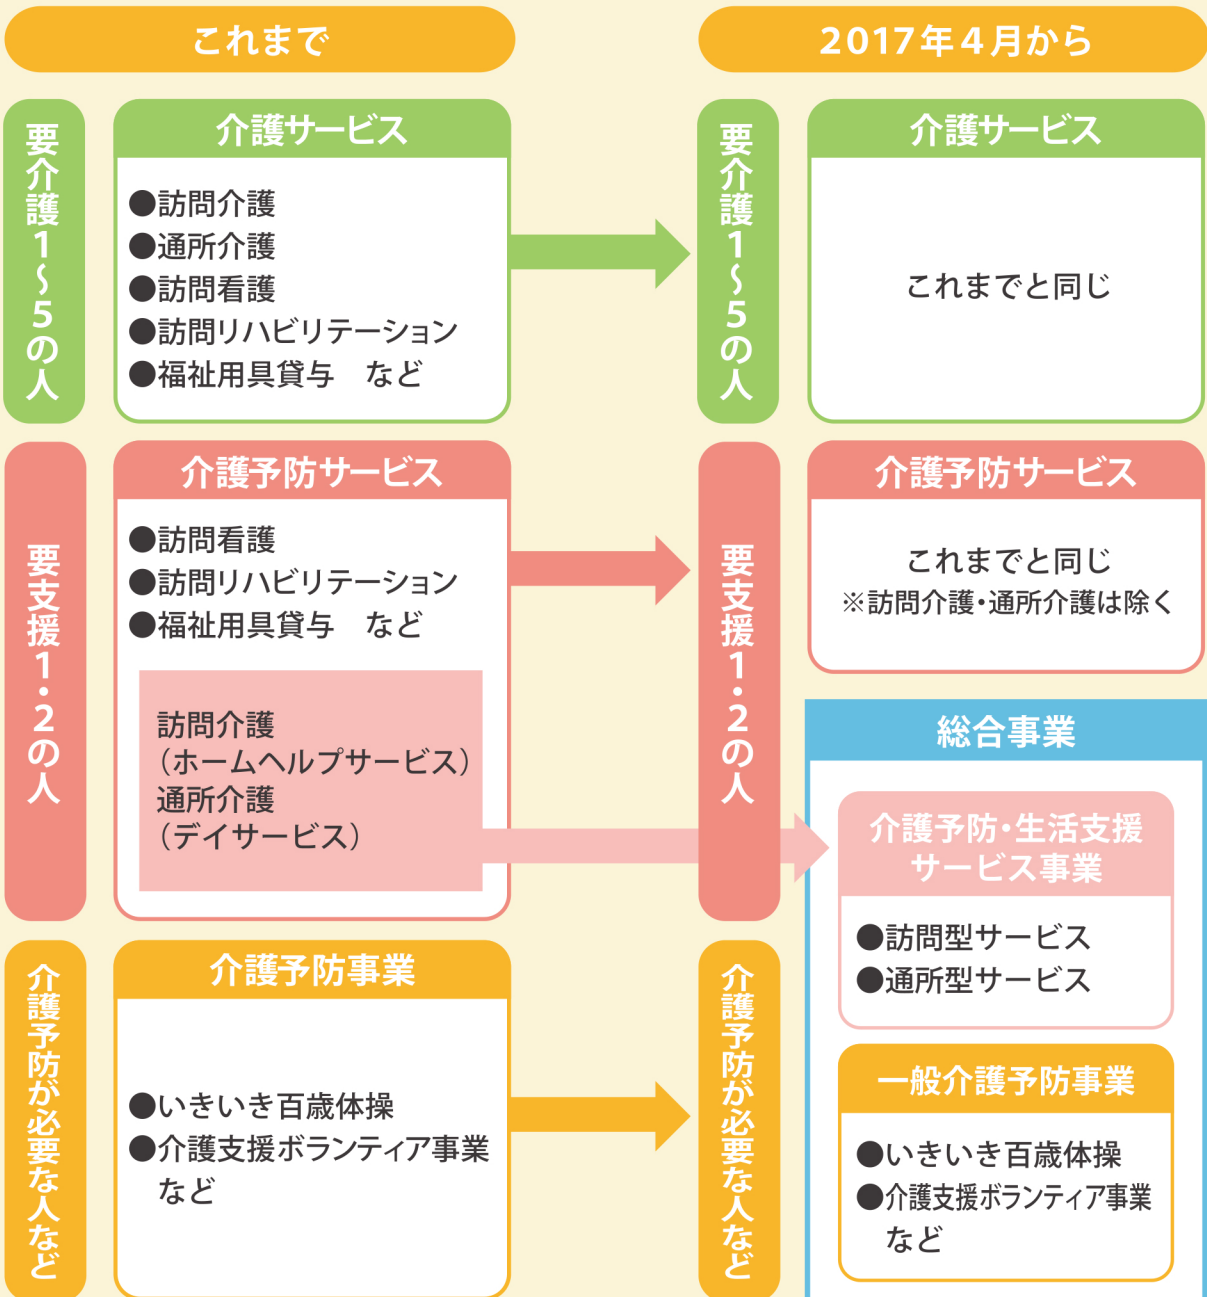 これまで
要介護1〜5の人
介護サービス
●訪問介護
●通所介護
●訪問看護
●訪問リハビリテーション
●福祉用具貸与　など
要支援1・2の人
介護予防サービス
●訪問看護
●訪問リハビリテーション
●福祉用具貸与　など
訪問介護
（ホームヘルプサービス）
通所介護
（デイサービス）
介護予防が必要な人など
介護予防事業
●いきいき百歳体操
●介護支援ボランティア事業
など
2017年4月から
要介護1〜5の人
介護サービス
これまでと同じ
要支援1・2の人
介護予防サービス
これまでと同じ
※訪問介護・通所介護は除く
総合事業
介護予防・生活支援
サービス事業
●訪問型サービス
●通所型サービス
介護予防が必要な人など
一般介護予防事業
●いきいき百歳体操
●介護支援ボランティア事業
など